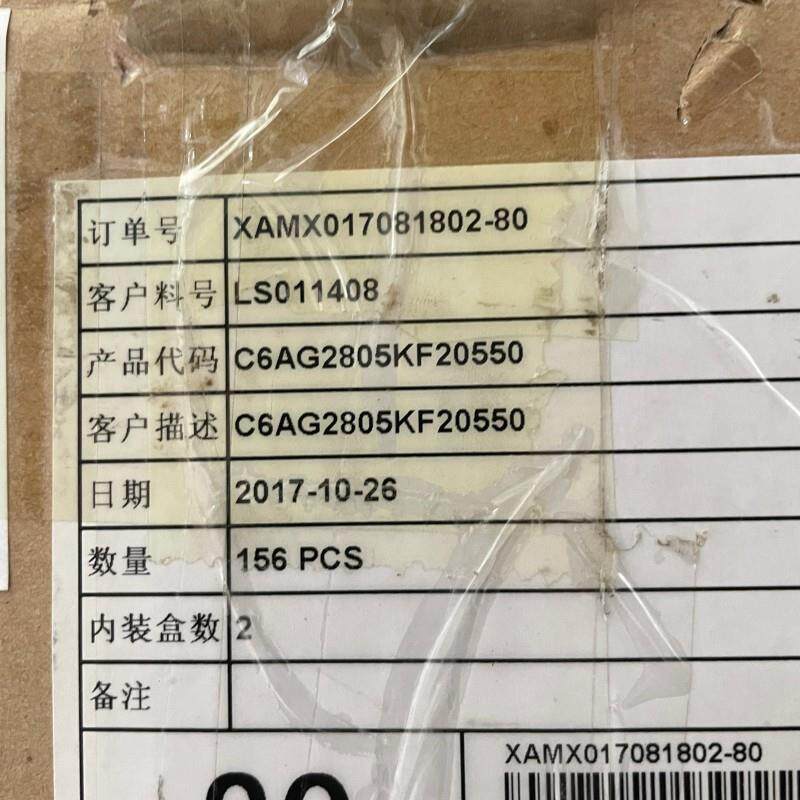 订单号 XAMX017081802-80
客户料号 LS011408
产品代码 C6AG2805KF20550
客户描述 C6AG2805KF20550
日期 2017-10-26
数量 156 PCS
内装盒数 2
备注
XAMX017081802-80